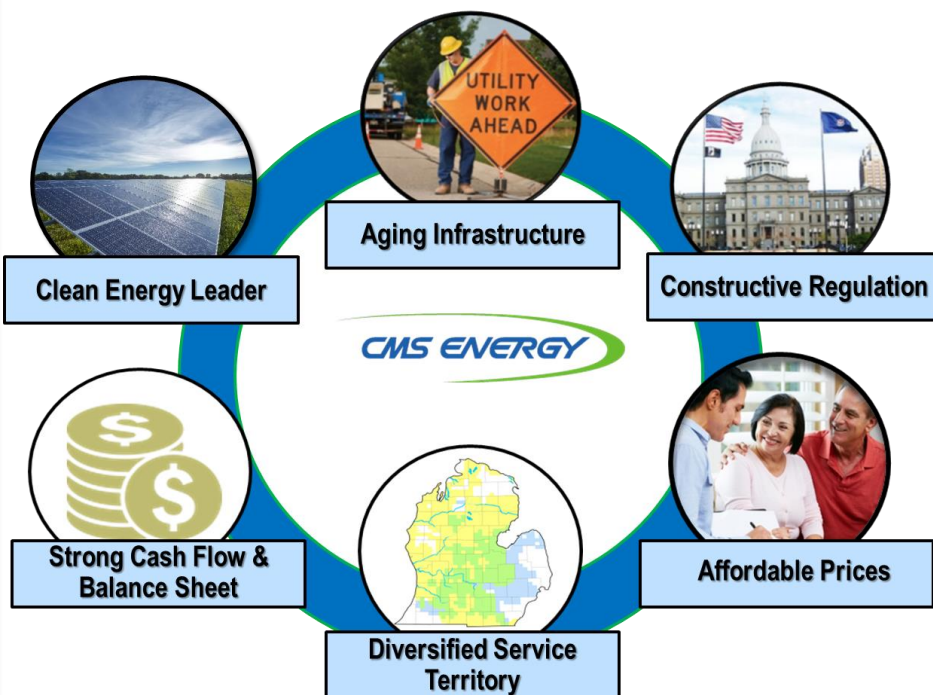 UTILITY
WORK
AHEAD
Aging Infrastructure
Clean Energy Leader
Constructive Regulation
CMS ENERGY
$
$
Strong Cash Flow &
Balance Sheet
Affordable Prices
Diversified Service
Territory